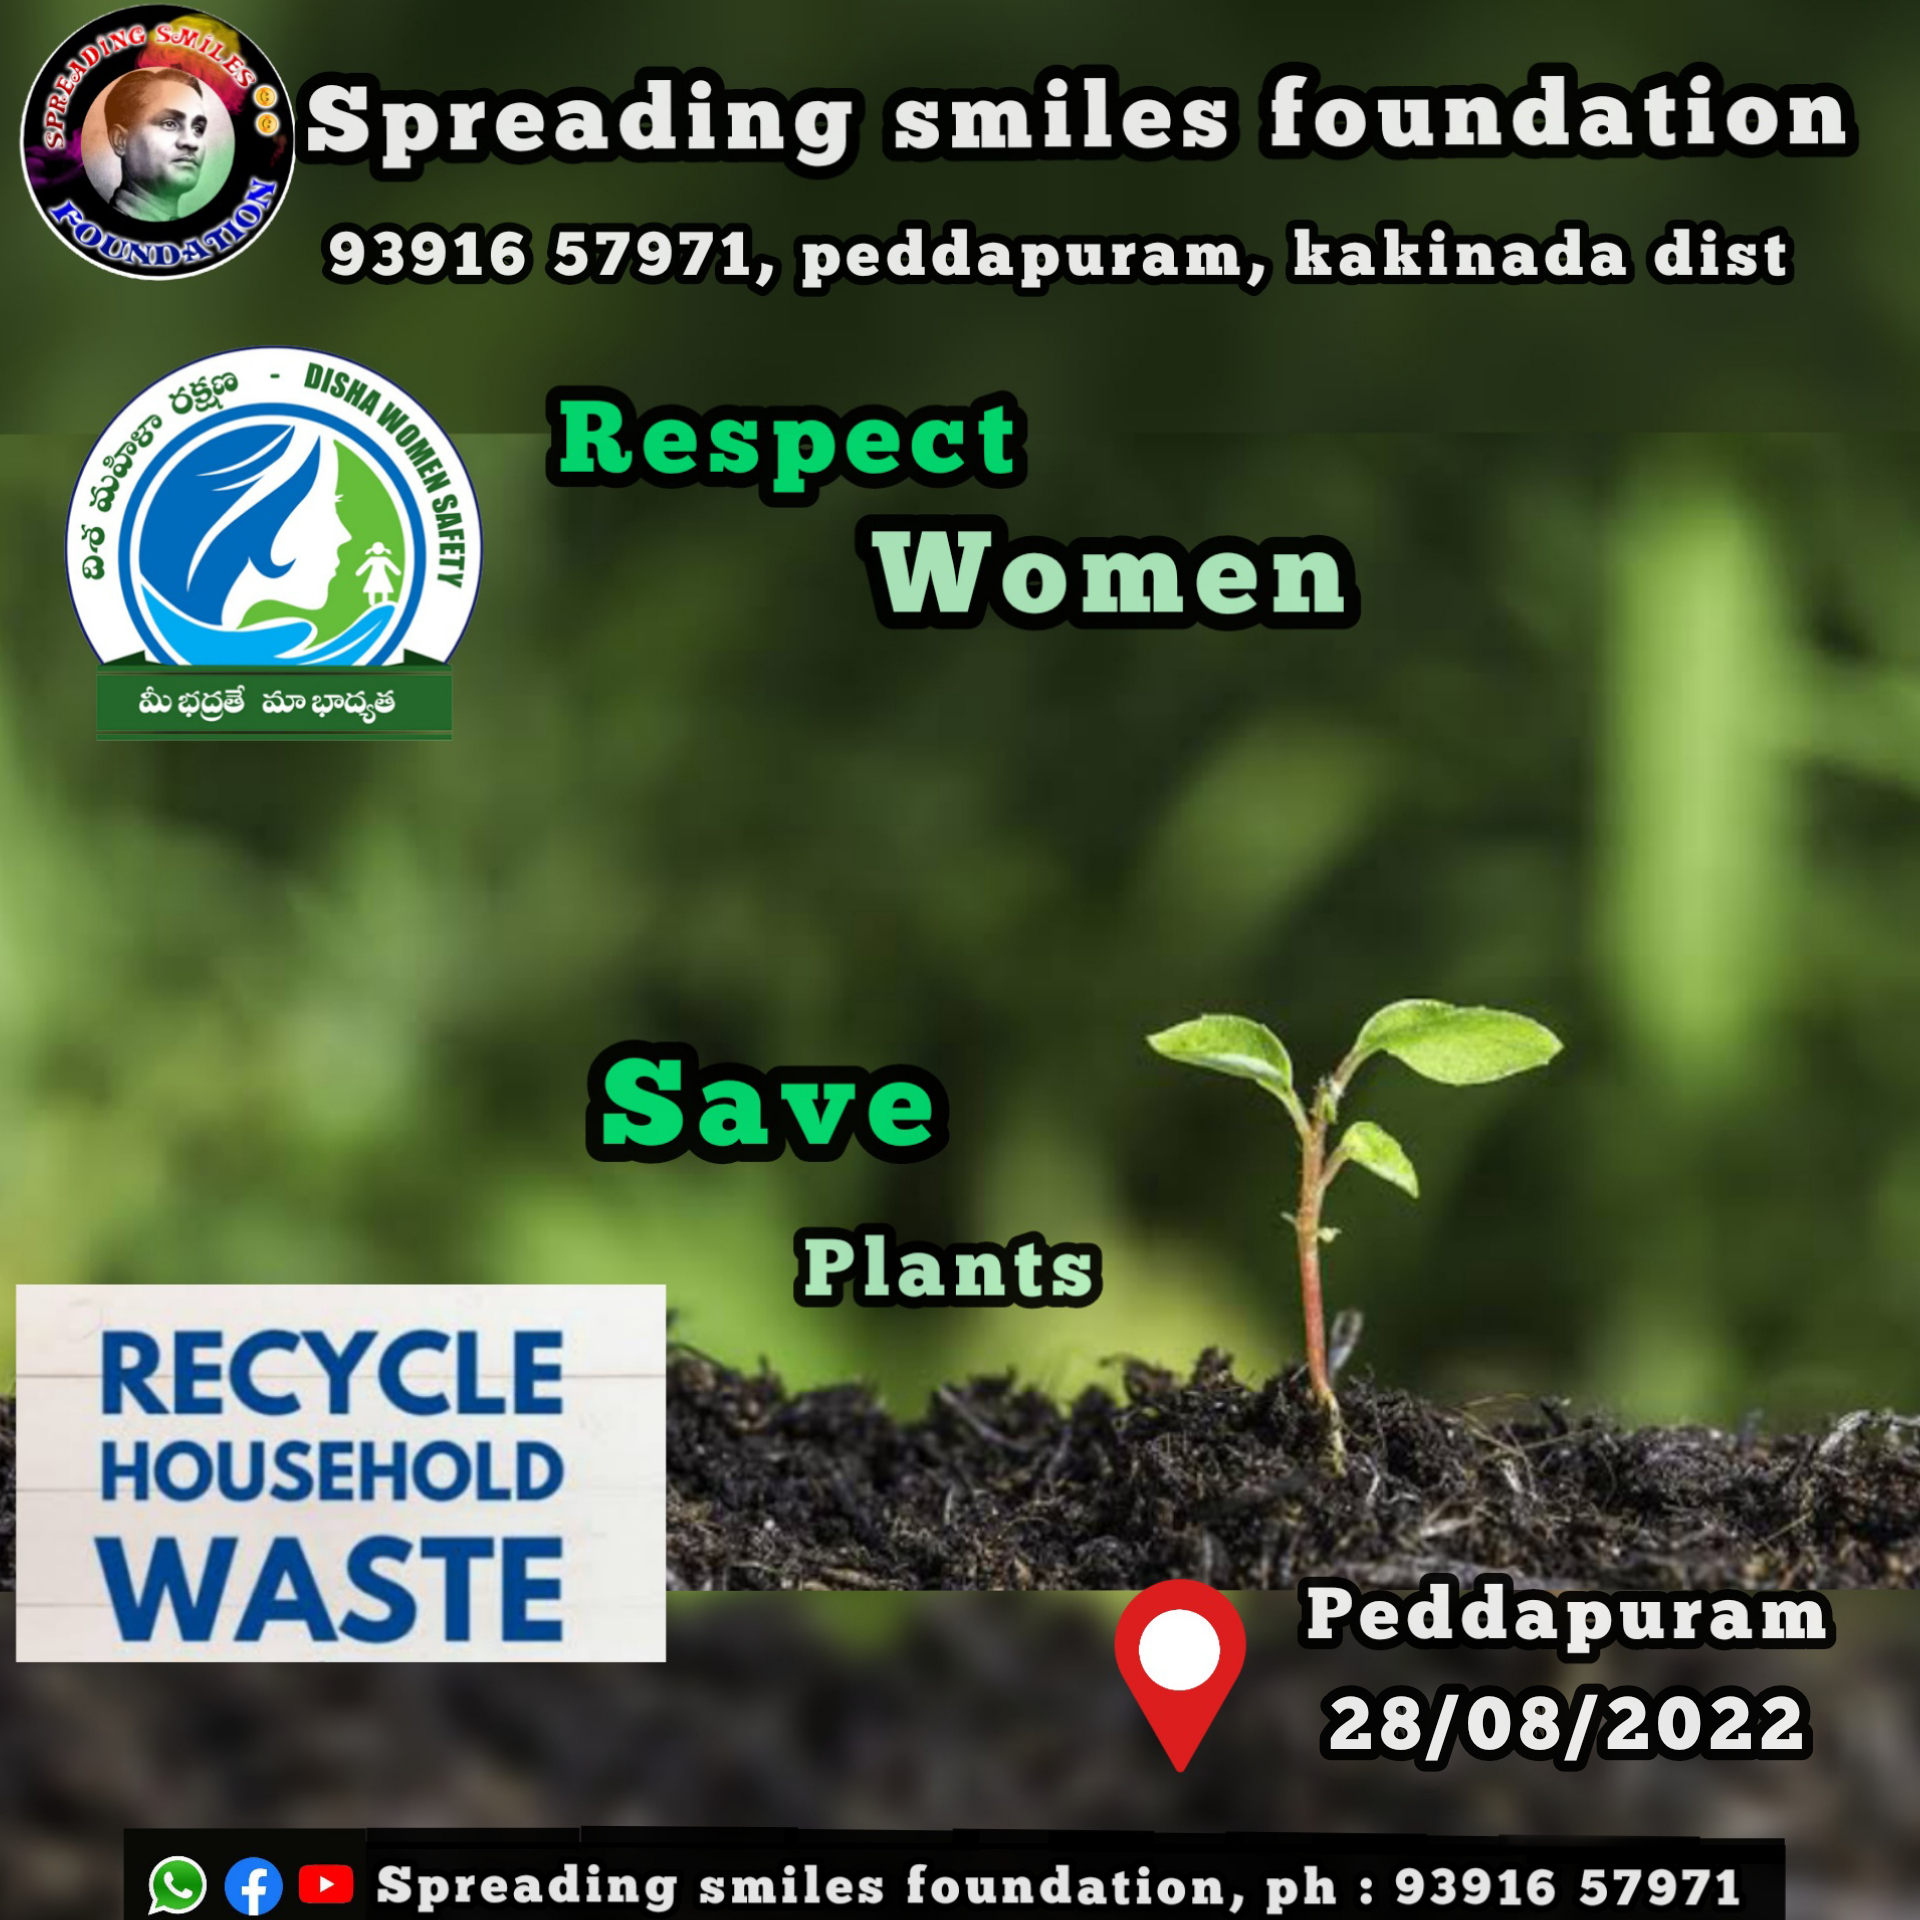 SPREADING SMILES
FOUNDATION
Spreading smiles foundation
93916 57971, peddapuram, kakinada dist
దిశ మహిళా రక్షణ - DISHA WOMEN SAFETY
మీ భద్రతే మా భాద్యత
Respect
Women
Save
Plants
RECYCLE
HOUSEHOLD
WASTE
Peddapuram
28/08/2022
Spreading smiles foundation, ph : 93916 57971